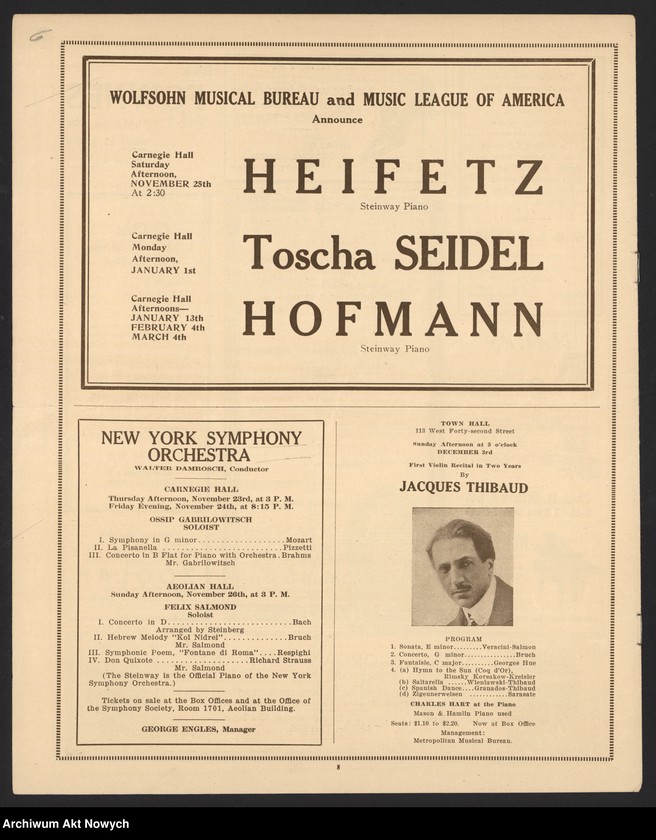 6
WOLFSOHN MUSICAL BUREAU and MUSIC LEAGUE OF AMERICA
Announce
Carnegie Hall
Saturday
Afternoon,
NOVEMBER 25th
At 2:30
HEIFETZ
Steinway Piano
Carnegie Hall
Monday
Afternoon,
JANUARY 1st
Toscha SEIDEL
Carnegie Hall
Afternoons—
JANUARY 13th
FEBRUARY 4th
MARCH 4th
HOFMANN
Steinway Piano
NEW YORK SYMPHONY
ORCHESTRA
WALTER DAMROSCH, Conductor
CARNEGIE HALL
Thursday Afternoon, November 23rd, at 3 P. M.
Friday Evening, November 24th, at 8:15 P. M.
OSSIP GABRILOWITSCH
SOLOIST
I. Symphony in G minor....................Mozart
II. La Pisanella ............................Pizzetti
III. Concerto in B Flat for Piano with Orchestra.Brahms
Mr. Gabrilowitsch
AEOLIAN HALL
Sunday Afternoon, November 26th, at 3 P. M.
FELIX SALMOND
Soloist
I. Concerto in D............................Bach
Arranged by Steinberg
II. Hebrew Melody "Kol Nidrei"...............Bruch
Mr. Salmond
III. Symphonic Poem, "Fontane di Roma"....Respighi
IV. Don Quixote .....................Richard Strauss
Mr. Salmond
(The Steinway is the Official Piano of the New York
Symphony Orchestra.)
Tickets on sale at the Box Offices and at the Office of
the Symphony Society, Room 1701, Aeolian Building.
GEORGE ENGLES, Manager
TOWN HALL
113 West Forty-second Street
Sunday Afternoon at 3 o'clock
DECEMBER 3rd
First Violin Recital in Two Years
By
JACQUES THIBAUD
PROGRAM
1. Sonata, E minor.........Veracini-Salmon
2. Concerto, G minor................Bruch
3. Fantaisie, C major..........Georges Hue
4. (a) Hymn to the Sun (Coq d'Or),
Rimsky Korsakow-Kreisler
(b) Saltarella ......Wieniawski-Thibaud
(c) Spanish Dance....Granados-Thibaud
(d) Zigeunerweisen ...........Sarasate
CHARLES HART at the Piano
Mason & Hamlin Piano used
Seats: $1.10 to $2.20. Now at Box Office
Management:
Metropolitan Musical Bureau.
8
Archiwum Akt Nowych